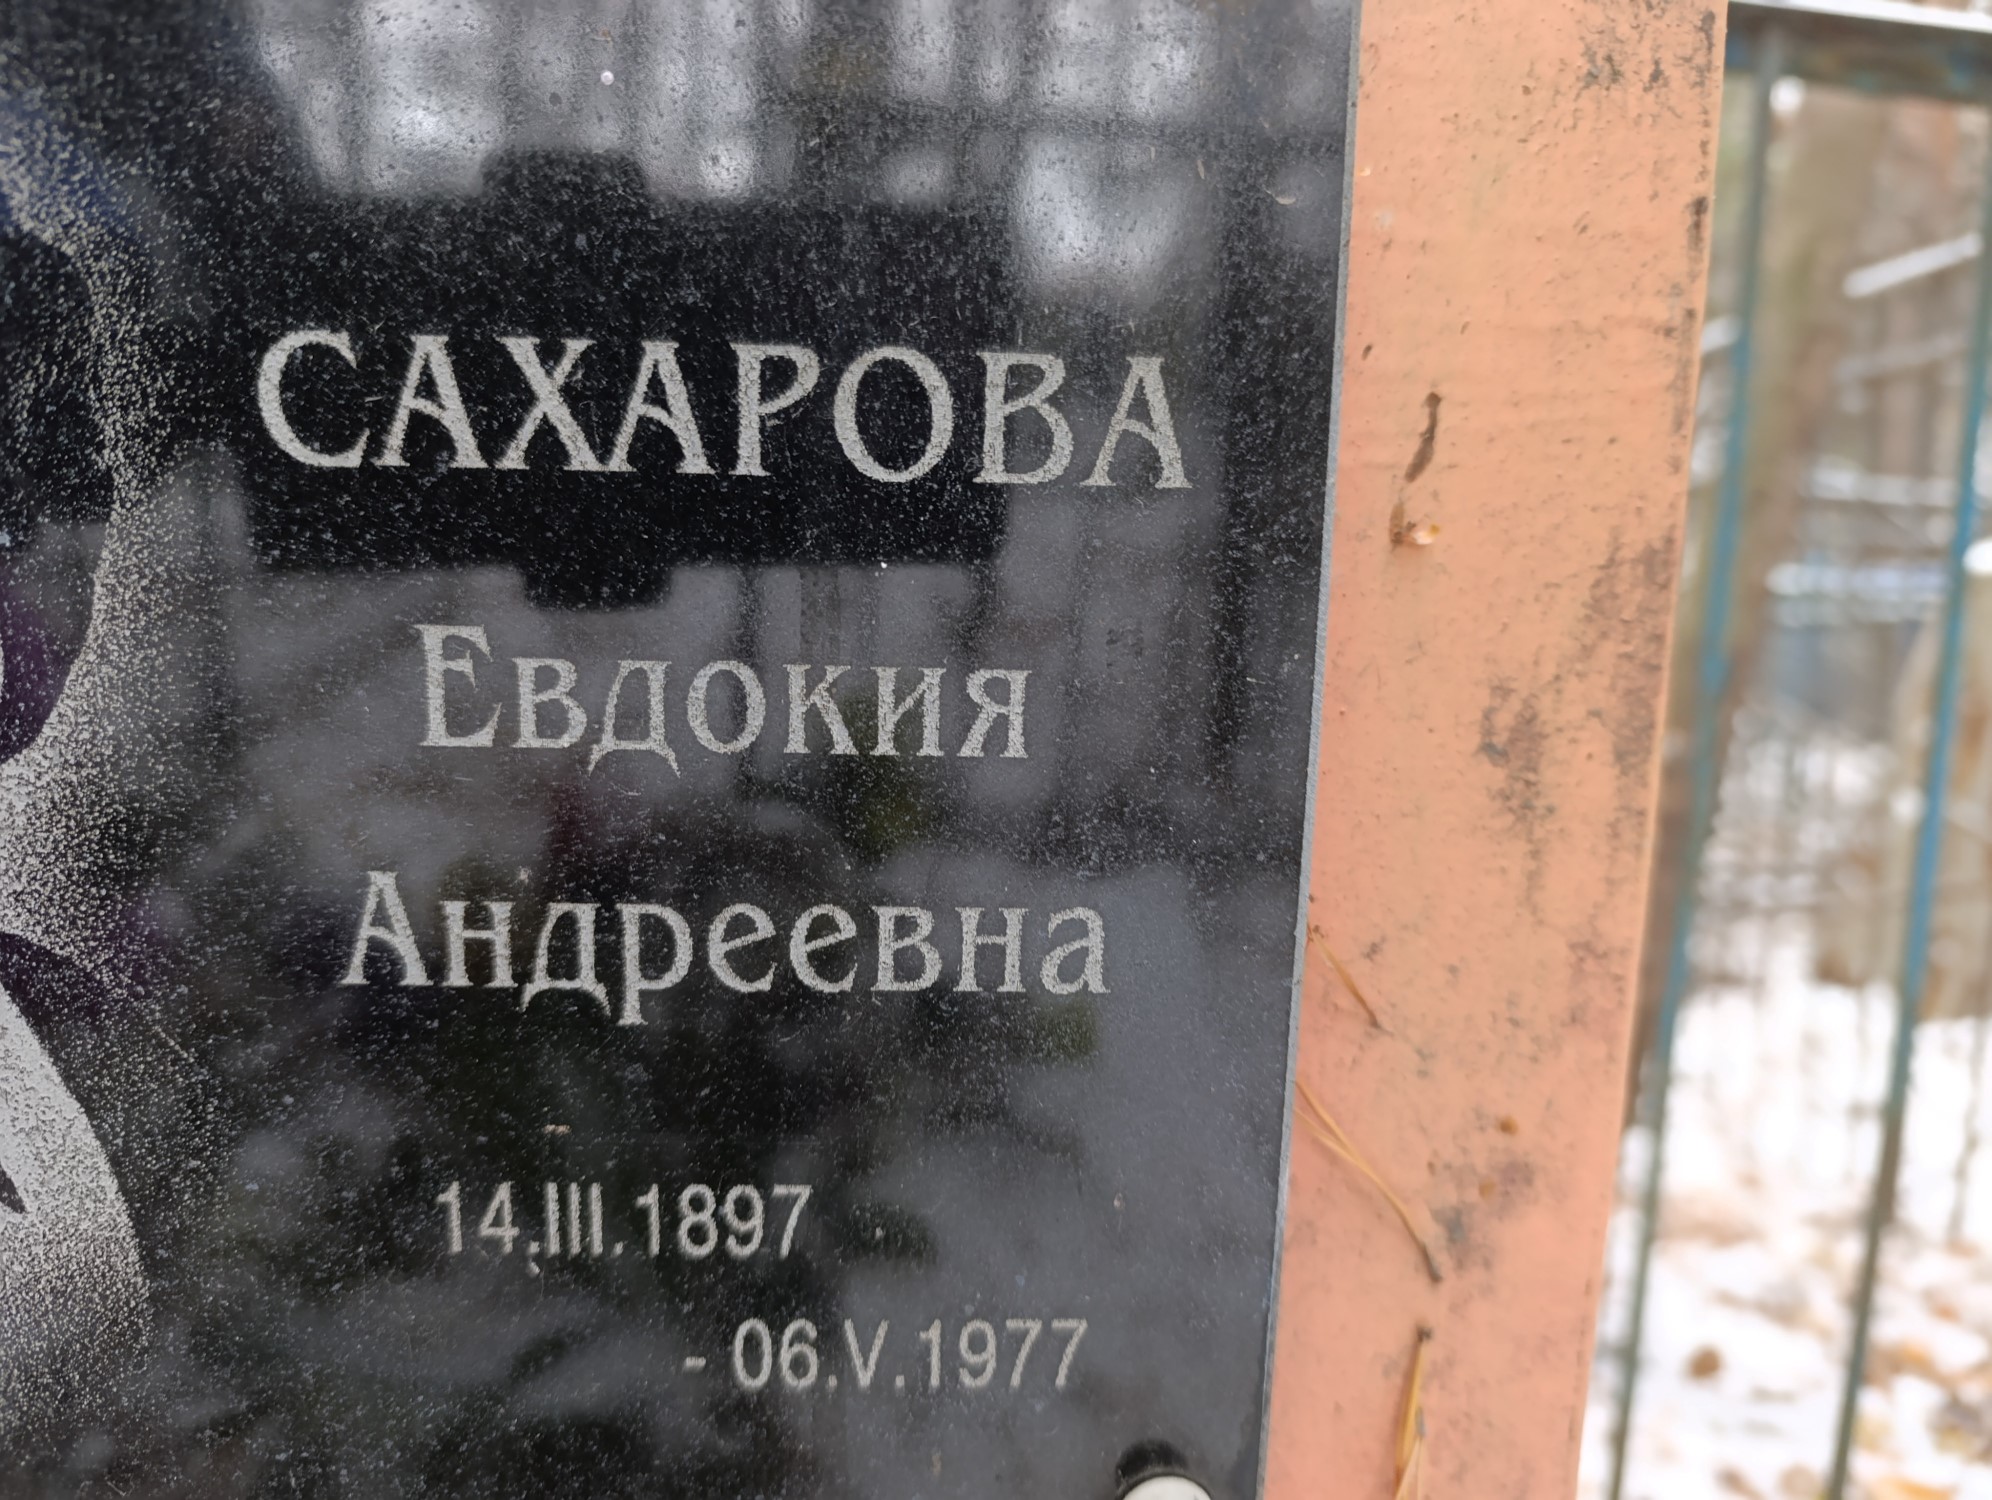 САХАРОВА
Евдокия
Андреевна
14.III.1897
- 06.V.1977